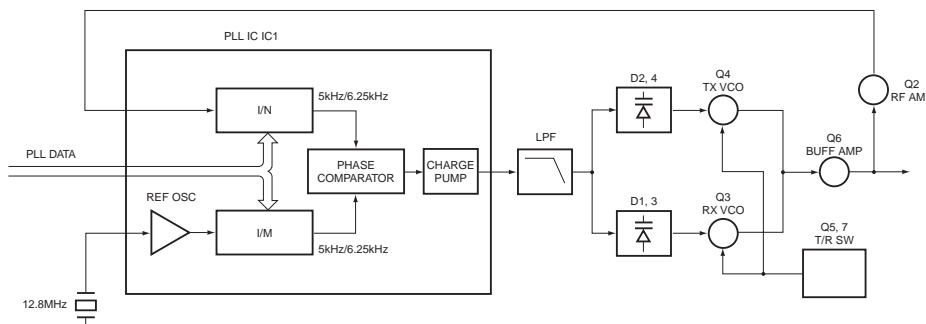 PLL IC IC1
I/N
5kHz/6.25kHz
PLL DATA
PHASE
COMPARATOR
CHARGE
PUMP
LPF
REF OSC
I/M
5kHz/6.25kHz
12.8MHz
D2, 4
Q4
TX VCO
Q2
RF AM
Q6
BUFF AMP
D1, 3
Q3
RX VCO
Q5, 7
T/R SW